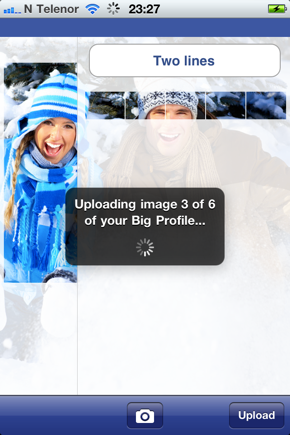 N Telenor 23:27
Two lines
Uploading image 3 of 6
of your Big Profile...
Upload